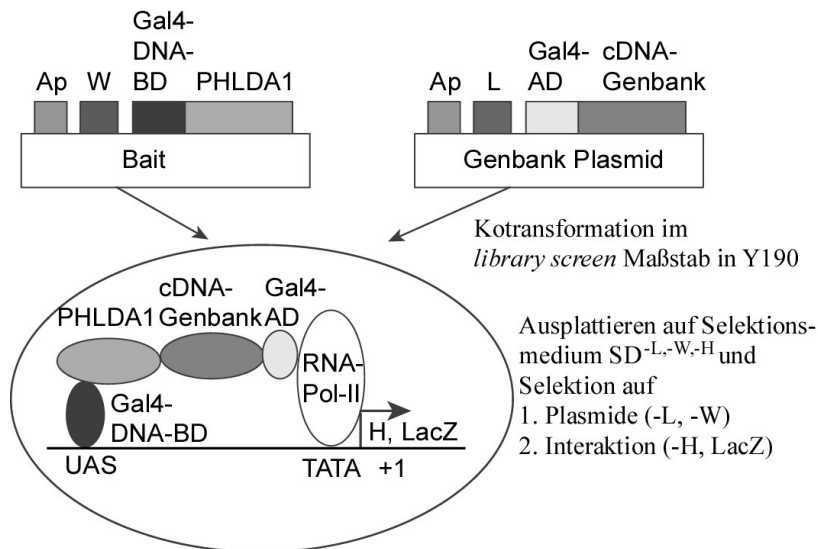 Gal4-
DNA-
BD
Ap W PHLDA1
Bait
Gal4-
AD
cDNA-
Genbank
Ap L
Genbank Plasmid
Kotransformation im
library screen Maßstab in Y190
PHLDA1
cDNA-
Genbank
Gal4-
AD
RNA-
Pol-II
Gal4-
DNA-BD
H, LacZ
UAS
TATA +1
Ausplattieren auf Selektions-
medium SD-L,-W,-H und
Selektion auf
1. Plasmide (-L, -W)
2. Interaktion (-H, LacZ)